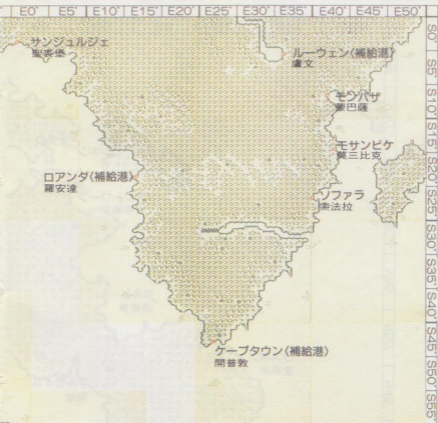 E0° E5° E10° E15° E20° E25° E30° E35° E40° E45° E50°
サンジュルジェ
聖喬堡
ルーウェン〈補給港〉
盧文
モンバサ
蒙巴薩
モサンビケ
莫三比克
ロアンダ〈補給港〉
羅安達
ソファラ
索法拉
ケープタウン〈補給港〉
開普敦
S0° S5° S10° S15° S20° S25° S30° S35° S40° S45° S50° S55°